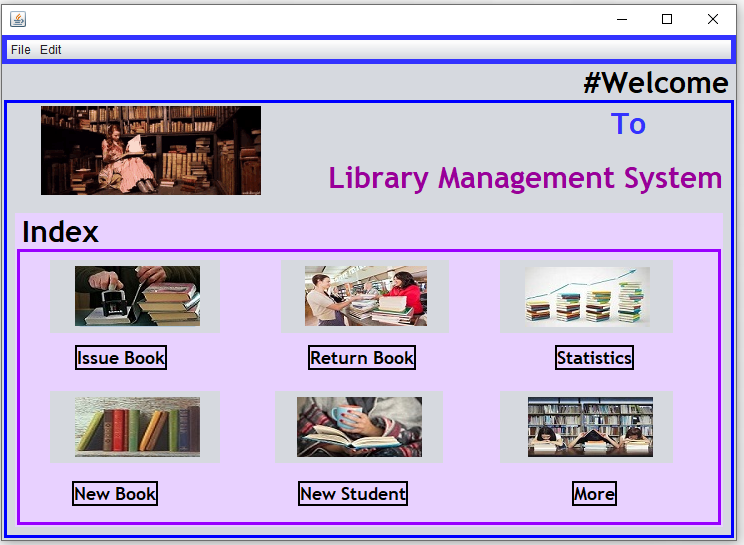 File Edit
#Welcome
To
Library Management System
Index
Issue Book Return Book Statistics
New Book New Student More